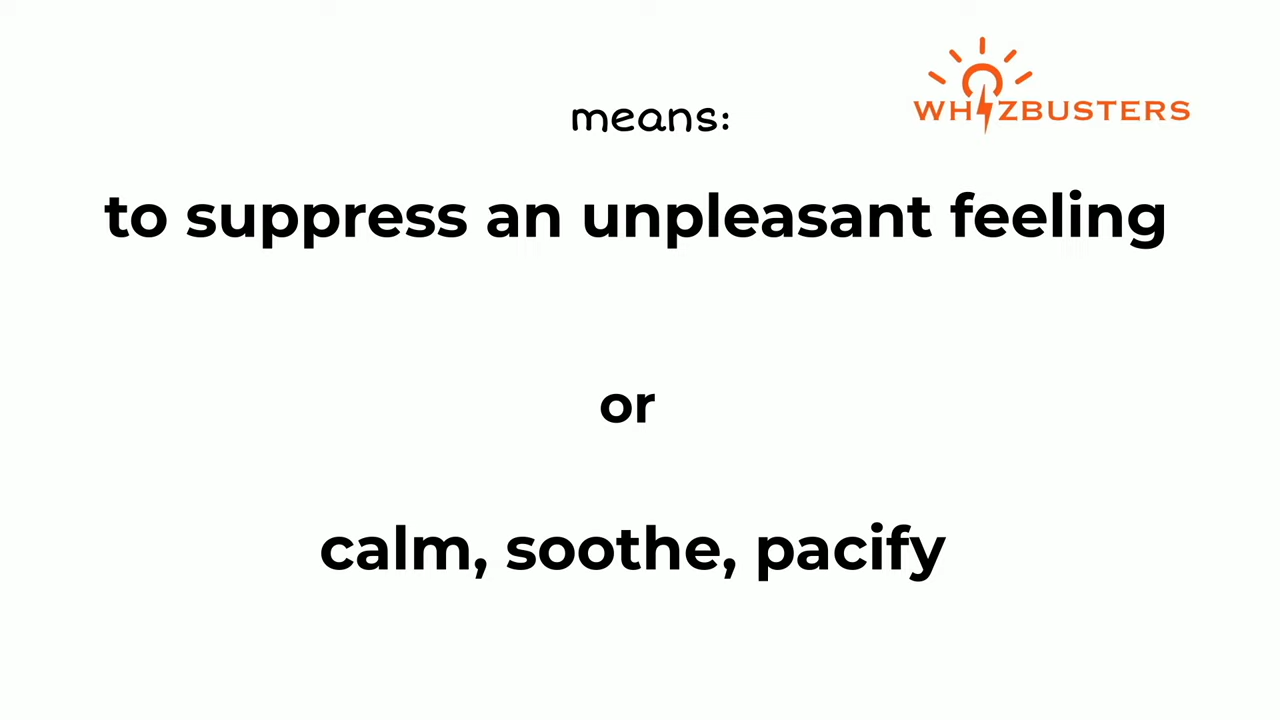 means:
WHIZBUSTERS
to suppress an unpleasant feeling
or
calm, soothe, pacify